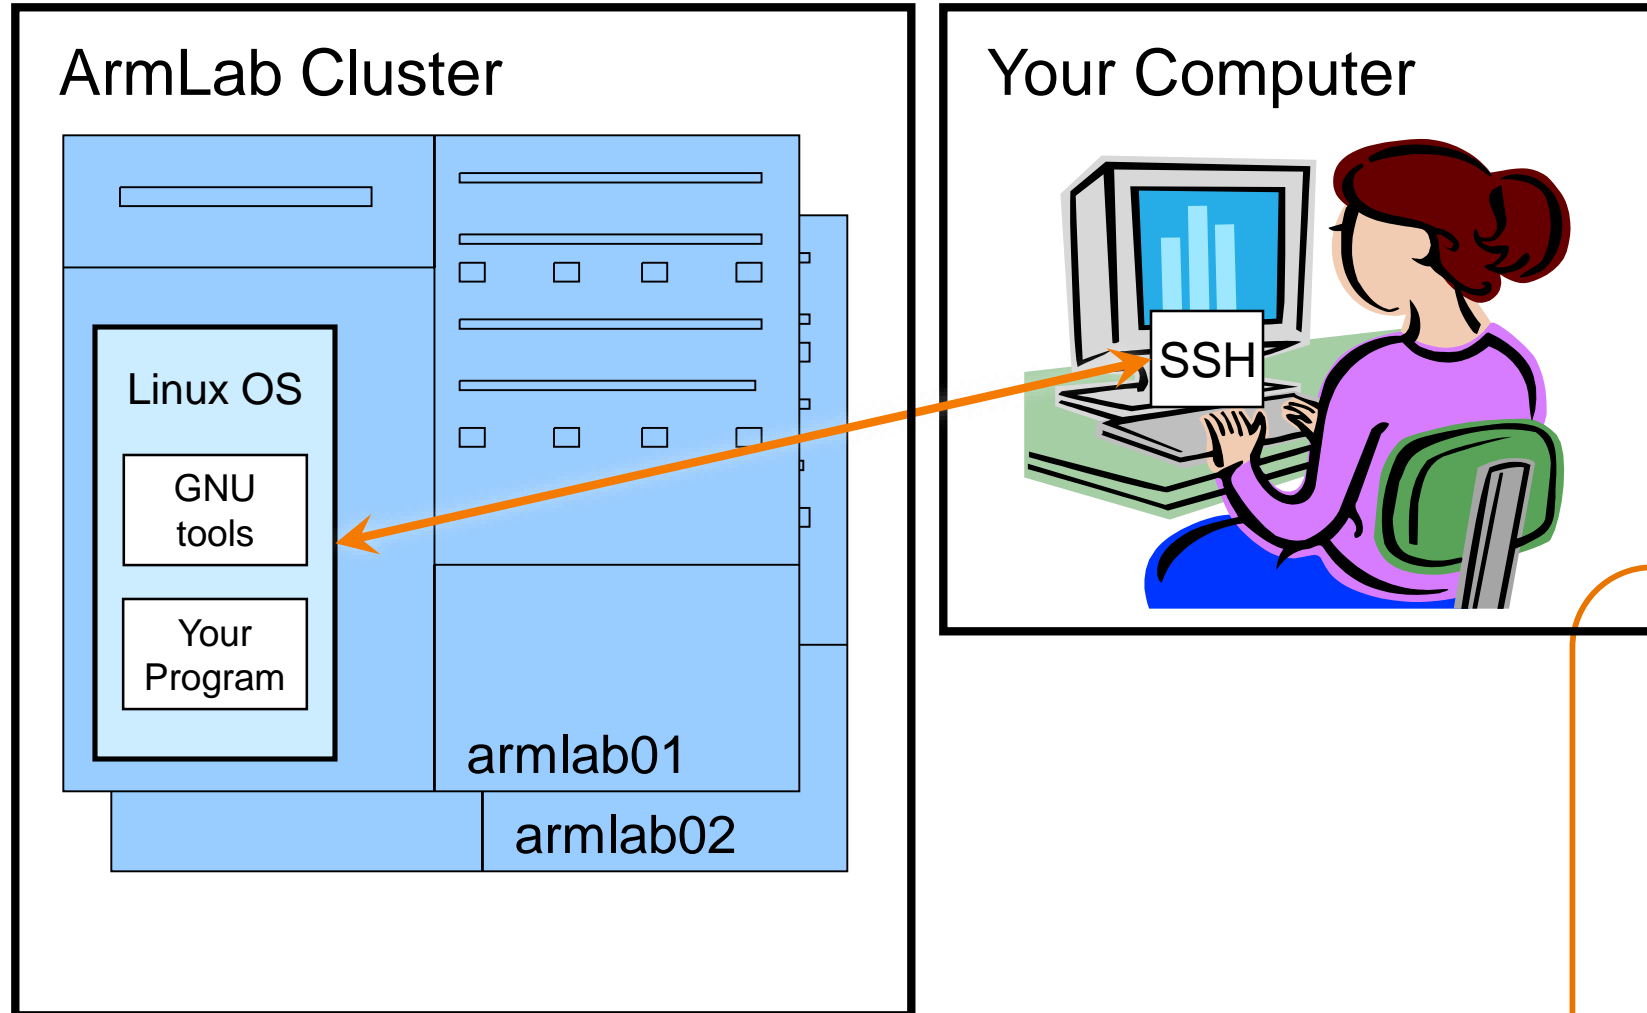 ArmLab Cluster
Linux OS
GNU
tools
Your
Program
armlab01
armlab02
Your Computer
SSH